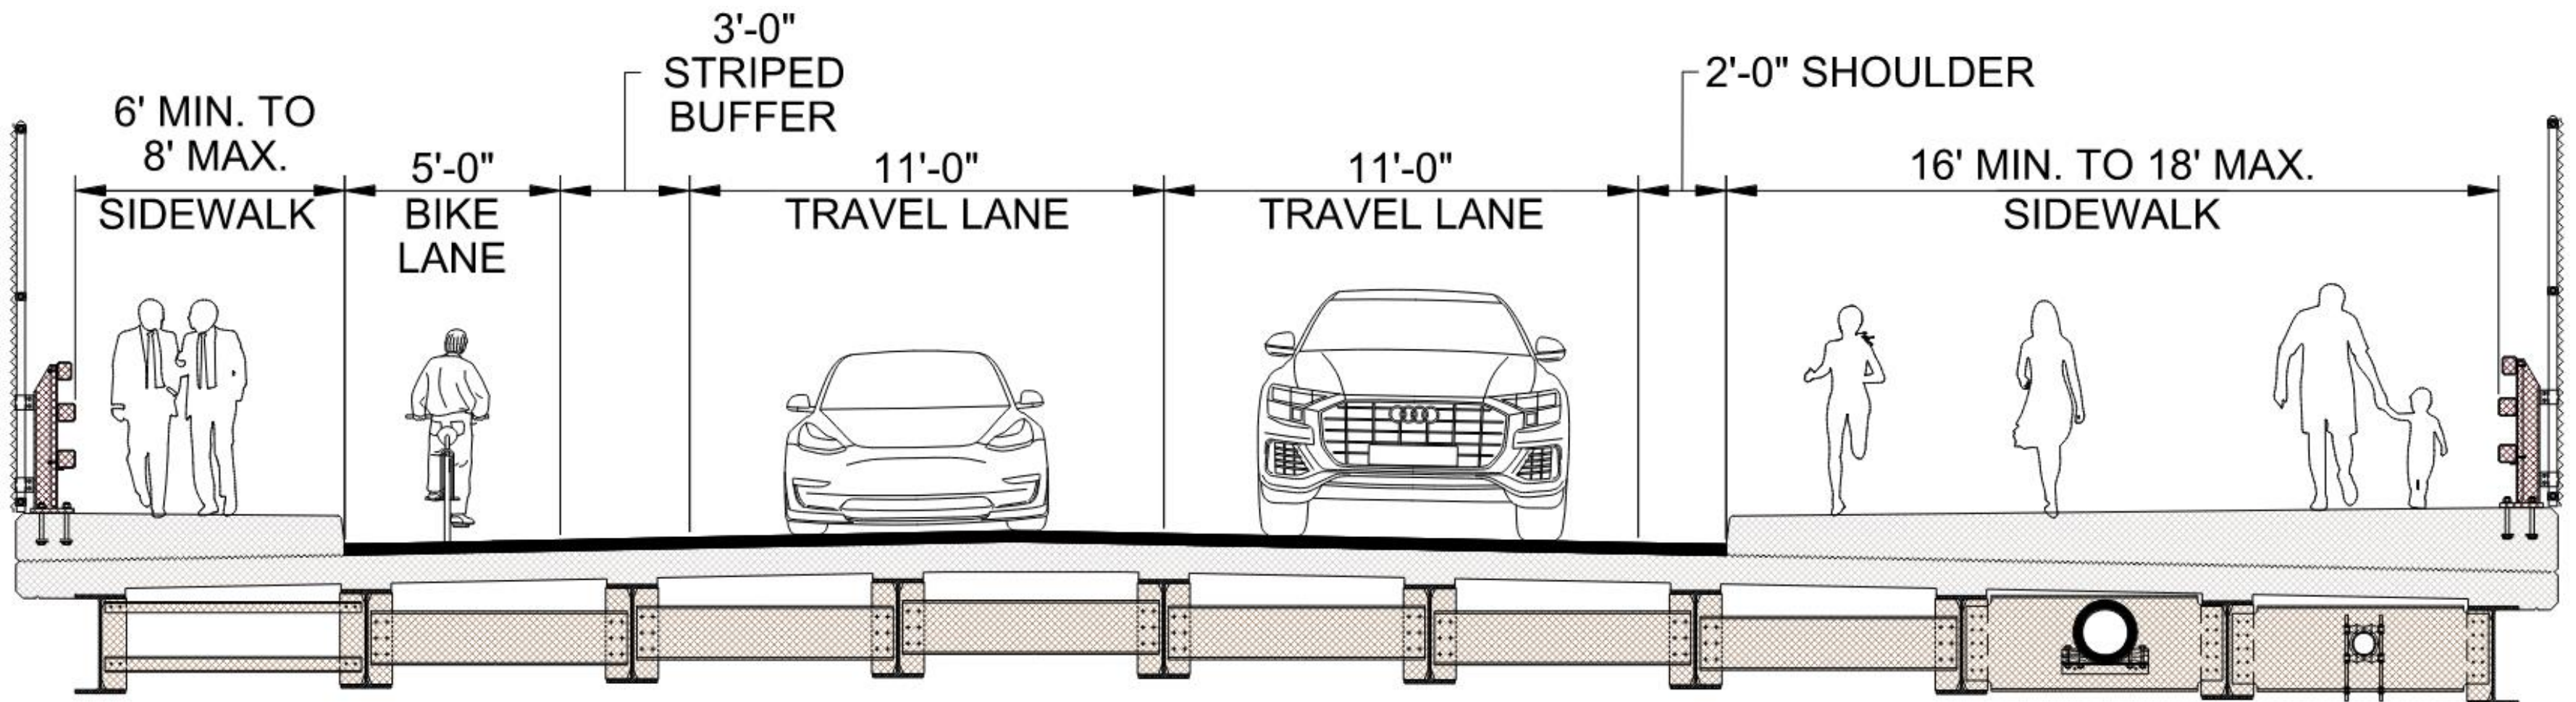 3'-0"
STRIPED
BUFFER
2'-0" SHOULDER
6' MIN. TO
8' MAX.
SIDEWALK
5'-0"
BIKE
LANE
11'-0"
TRAVEL LANE
11'-0"
TRAVEL LANE
16' MIN. TO 18' MAX.
SIDEWALK